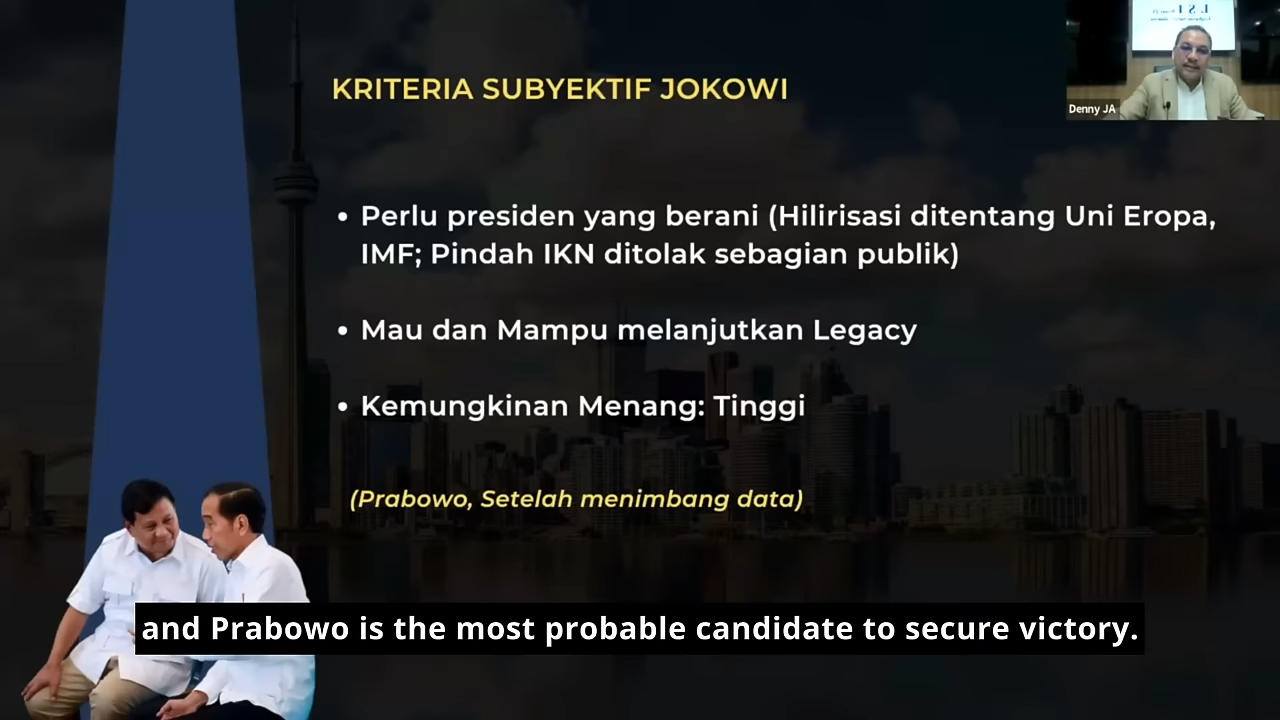 KRITERIA SUBYEKTIF JOKOWI
Denny JA
• Perlu presiden yang berani (Hilirisasi ditentang Uni Eropa,
IMF; Pindah IKN ditolak sebagian publik)
• Mau dan Mampu melanjutkan Legacy
• Kemungkinan Menang: Tinggi
(Prabowo, Setelah menimbang data)
and Prabowo is the most probable candidate to secure victory.